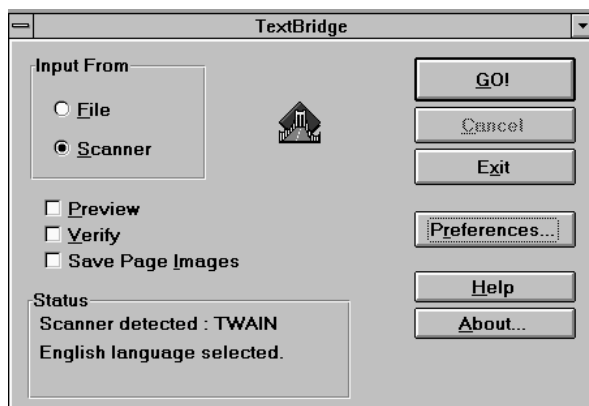 TextBridge
Input From
File
Scanner
Preview
Verify
Save Page Images
Status
Scanner detected : TWAIN
English language selected.
GO!
Cancel
Exit
Preferences...
Help
About...